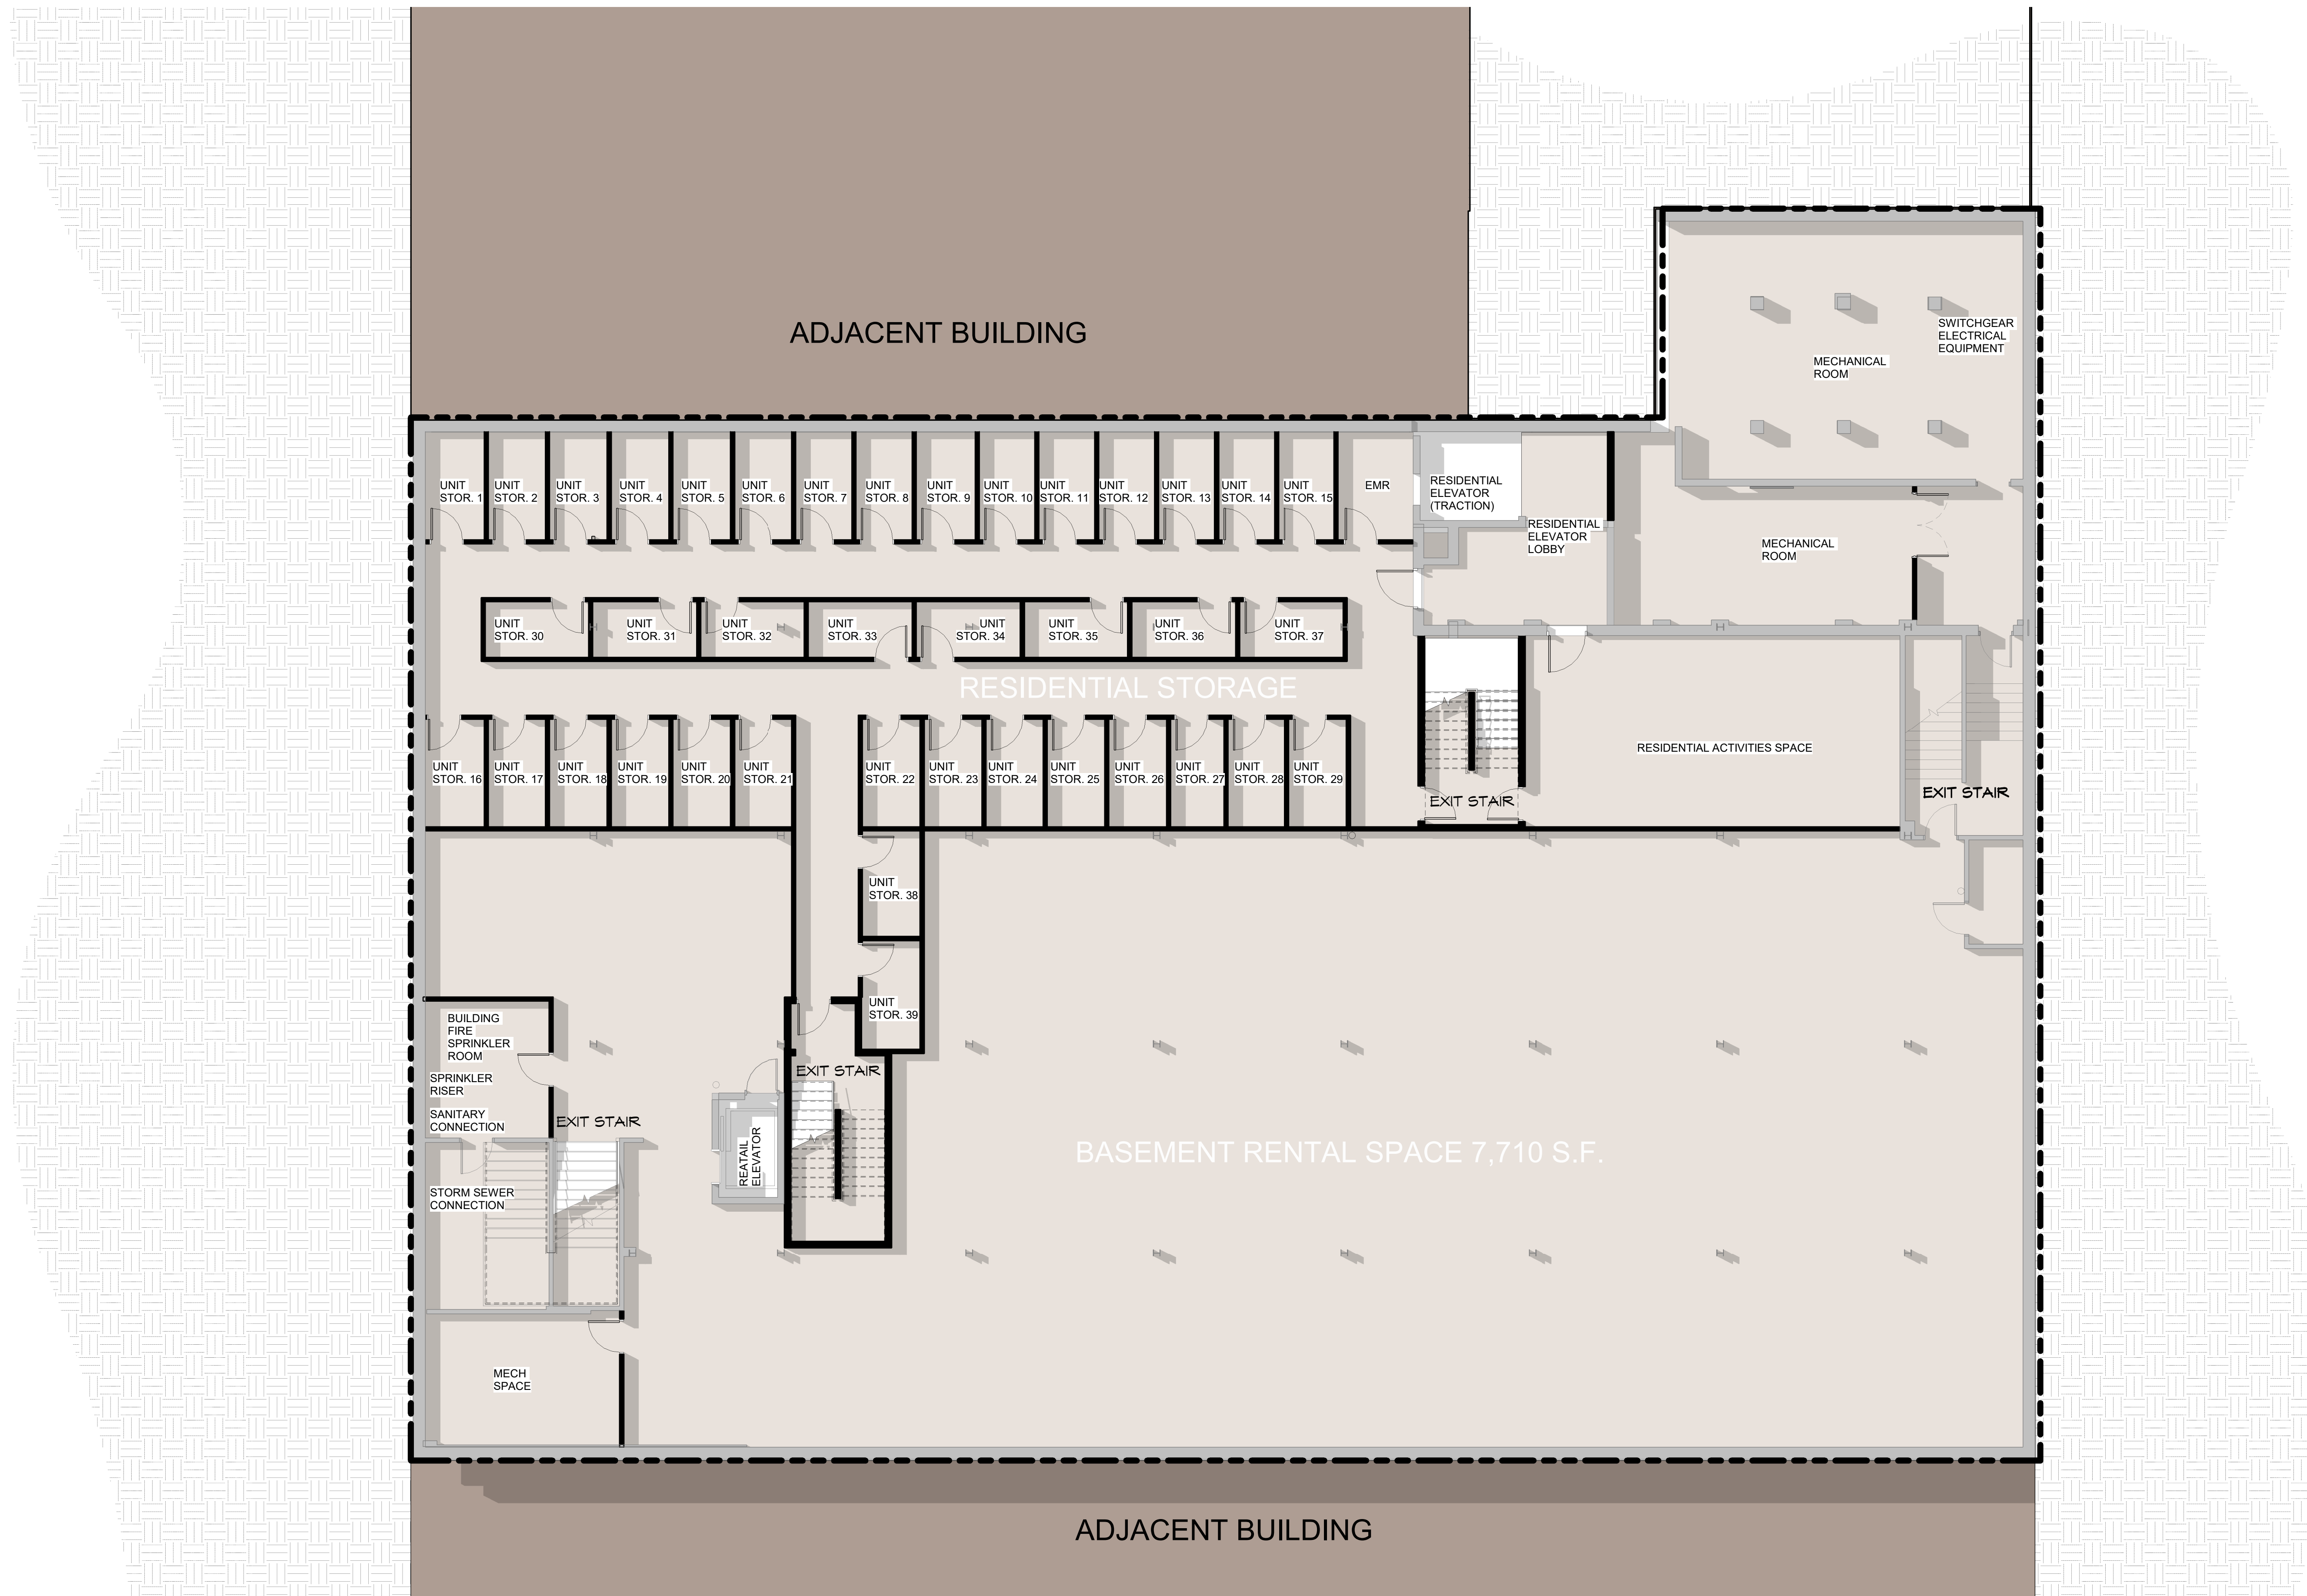 ADJACENT BUILDING
SWITCHGEAR
ELECTRICAL
EQUIPMENT
MECHANICAL
ROOM
UNIT
STOR. 1
UNIT
STOR. 2
UNIT
STOR. 3
UNIT
STOR. 4
UNIT
STOR. 5
UNIT
STOR. 6
UNIT
STOR. 7
UNIT
STOR. 8
UNIT
STOR. 9
UNIT
STOR. 10
UNIT
STOR. 11
UNIT
STOR. 12
UNIT
STOR. 13
UNIT
STOR. 14
UNIT
STOR. 15
EMR
RESIDENTIAL
ELEVATOR
(TRACTION)
RESIDENTIAL
ELEVATOR
LOBBY
MECHANICAL
ROOM
UNIT
STOR. 30
UNIT
STOR. 31
UNIT
STOR. 32
UNIT
STOR. 33
UNIT
STOR. 34
UNIT
STOR. 35
UNIT
STOR. 36
UNIT
STOR. 37
RESIDENTIAL STORAGE
RESIDENTIAL ACTIVITIES SPACE
UNIT
STOR. 16
UNIT
STOR. 17
UNIT
STOR. 18
UNIT
STOR. 19
UNIT
STOR. 20
UNIT
STOR. 21
UNIT
STOR. 22
UNIT
STOR. 23
UNIT
STOR. 24
UNIT
STOR. 25
UNIT
STOR. 26
UNIT
STOR. 27
UNIT
STOR. 28
UNIT
STOR. 29
EXIT STAIR
EXIT STAIR
UNIT
STOR. 38
UNIT
STOR. 39
BUILDING
FIRE
SPRINKLER
ROOM
SPRINKLER
RISER
SANITARY
CONNECTION
EXIT STAIR
EXIT STAIR
REATAIL
ELEVATOR
BASEMENT RENTAL SPACE 7,710 S.F.
STORM SEWER
CONNECTION
MECH
SPACE
ADJACENT BUILDING